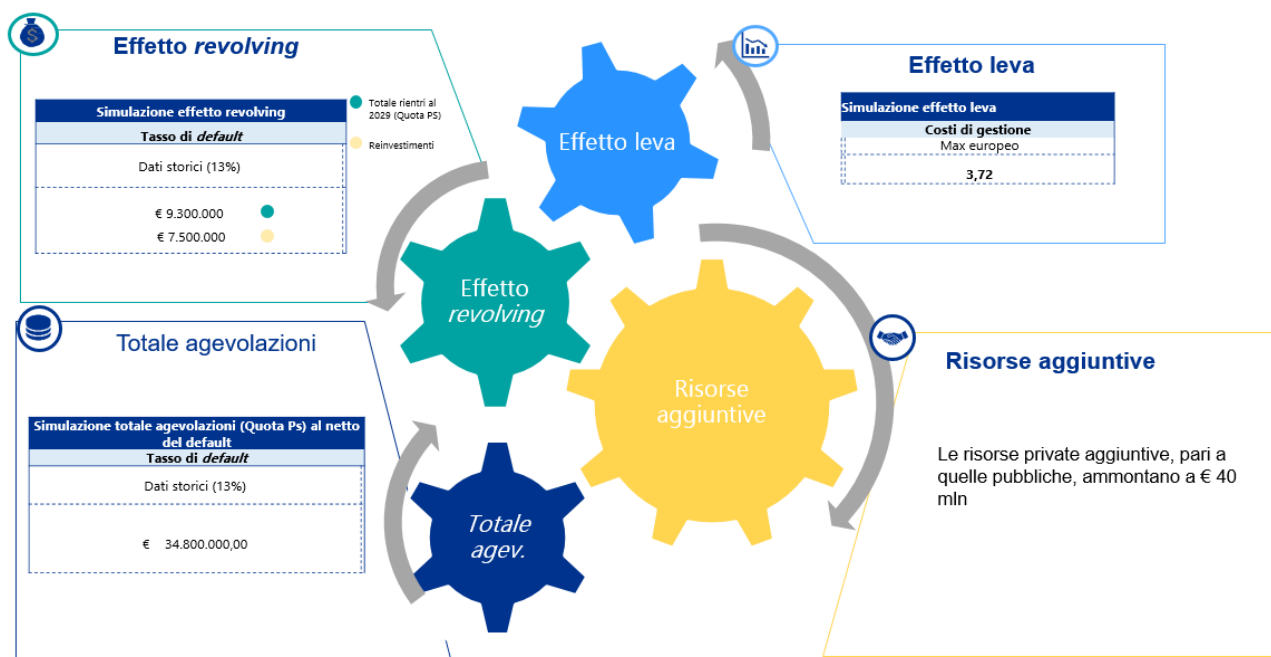 Effetto revolving
Simulazione effetto revolving
Tasso di default
Dati storici (13%)
€ 9.300.000
€ 7.500.000
Totale rientri al
2029 (Quota PS)
Reinvestimenti
Effetto leva
Effetto leva
Simulazione effetto leva
Costi di gestione
Max europeo
3,72
Effetto
revolving
Totale agevolazioni
Simulazione totale agevolazioni (Quota Ps) al netto
del default
Tasso di default
Dati storici (13%)
€ 34.800.000,00
Totale
agev.
Risorse
aggiuntive
Risorse aggiuntive
Le risorse private aggiuntive, pari a
quelle pubbliche, ammontano a € 40
mln